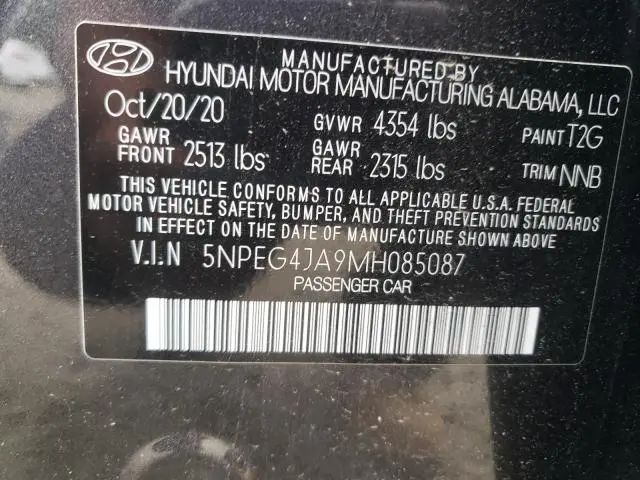 MANUFACTURED BY
HYUNDAI MOTOR MANUFACTURING ALABAMA, LLC
Oct/20/20 GVWR 4354 lbs PAINT T2G
GAWR FRONT 2513 lbs GAWR REAR 2315 lbs TRIM NNB
THIS VEHICLE CONFORMS TO ALL APPLICABLE U.S.A. FEDERAL
MOTOR VEHICLE SAFETY, BUMPER, AND THEFT PREVENTION STANDARDS
IN EFFECT ON THE DATE OF MANUFACTURE SHOWN ABOVE
V.I.N 5NPEG4JA9MH085087
PASSENGER CAR